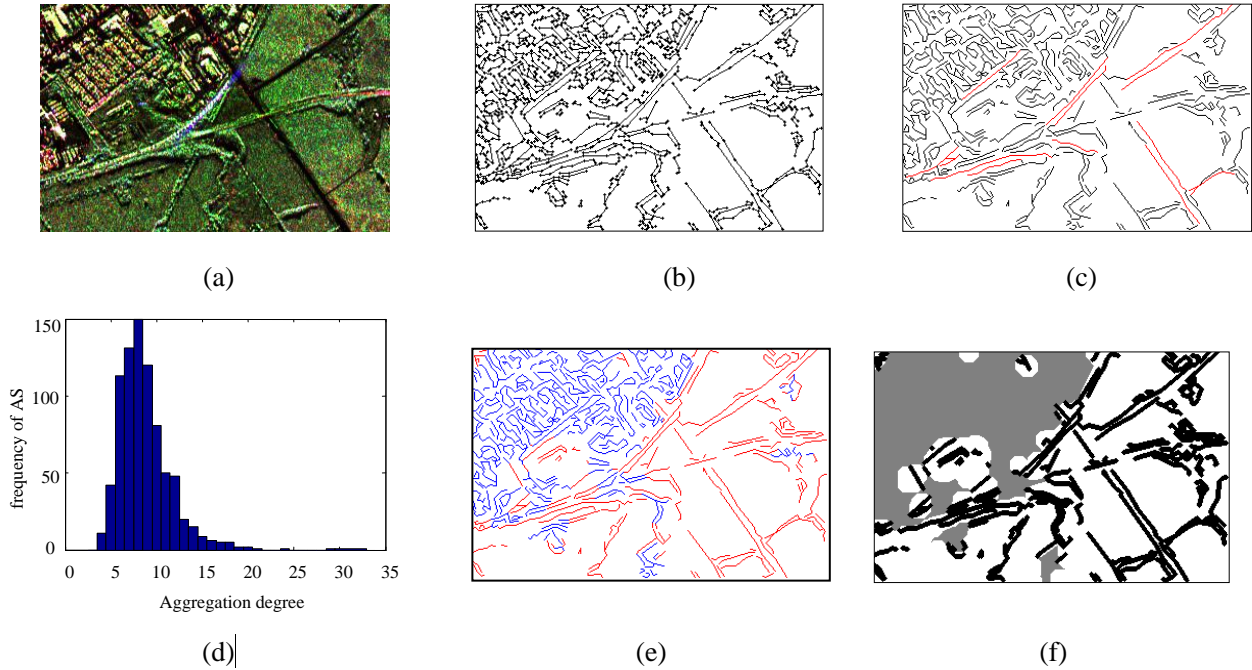 (a)
(b)
(c)
150
100
50
0
frequency of AS
0 5 10 15 20 25 30 35
Aggregation degree
(d)
(e)
(f)